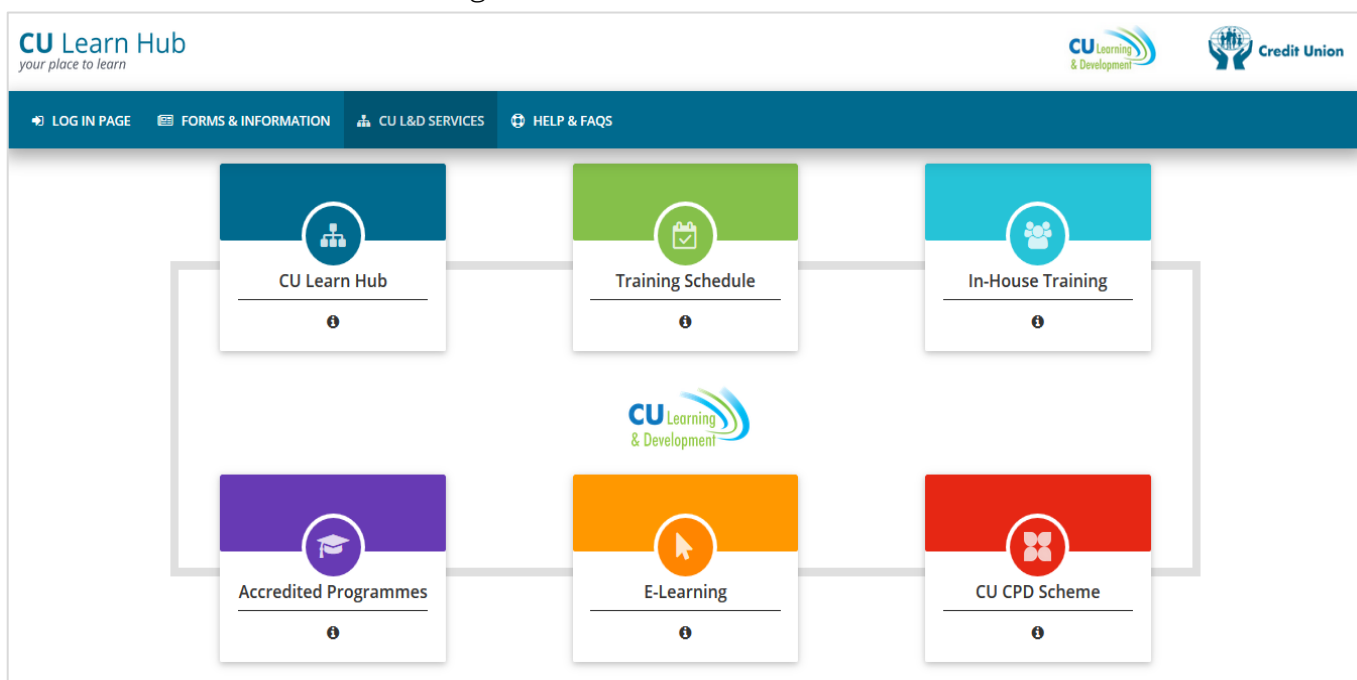 CU Learn Hub
your place to learn
CU Learning
& Development
Credit Union
LOG IN PAGE
FORMS & INFORMATION
CU L&D SERVICES
HELP & FAQS
CU Learn Hub
Training Schedule
In-House Training
CU Learning
& Development
Accredited Programmes
E-Learning
CU CPD Scheme